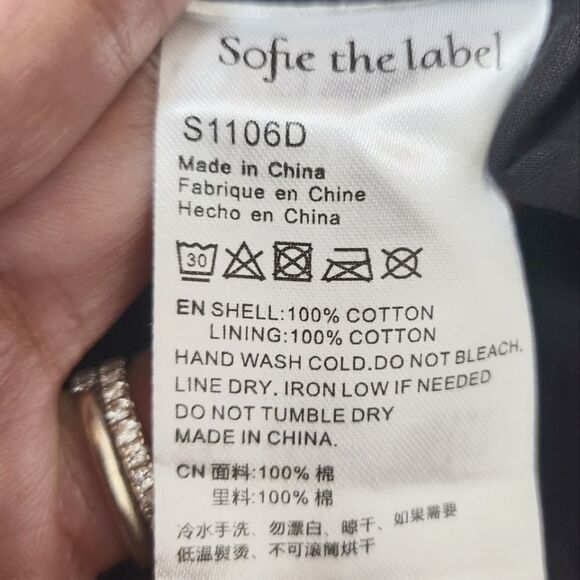 Sofie the label
S1106D
Made in China
Fabrique en Chine
Hecho en China
30
EN SHELL:100% COTTON
LINING:100% COTTON
HAND WASH COLD.DO NOT BLEACH.
LINE DRY. IRON LOW IF NEEDED
DO NOT TUMBLE DRY
MADE IN CHINA.
CN 面料:100% 棉
里料:100% 棉
冷水手洗、勿漂白、晾干、如果需要
低温熨烫、不可滚筒烘干